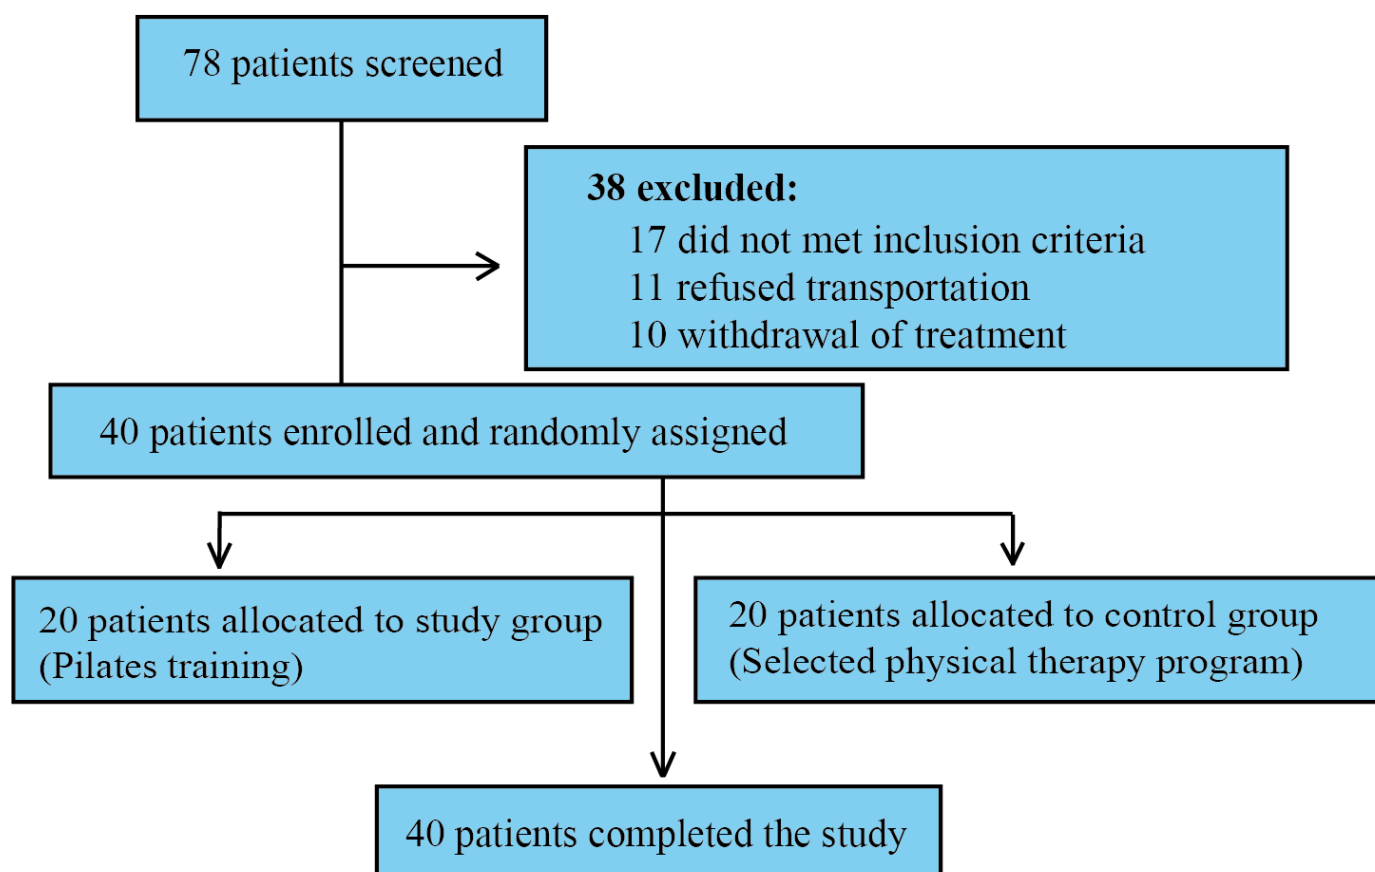 78 patients screened
38 excluded:
17 did not met inclusion criteria
11 refused transportation
10 withdrawal of treatment
40 patients enrolled and randomly assigned
20 patients allocated to study group
(Pilates training)
20 patients allocated to control group
(Selected physical therapy program)
40 patients completed the study